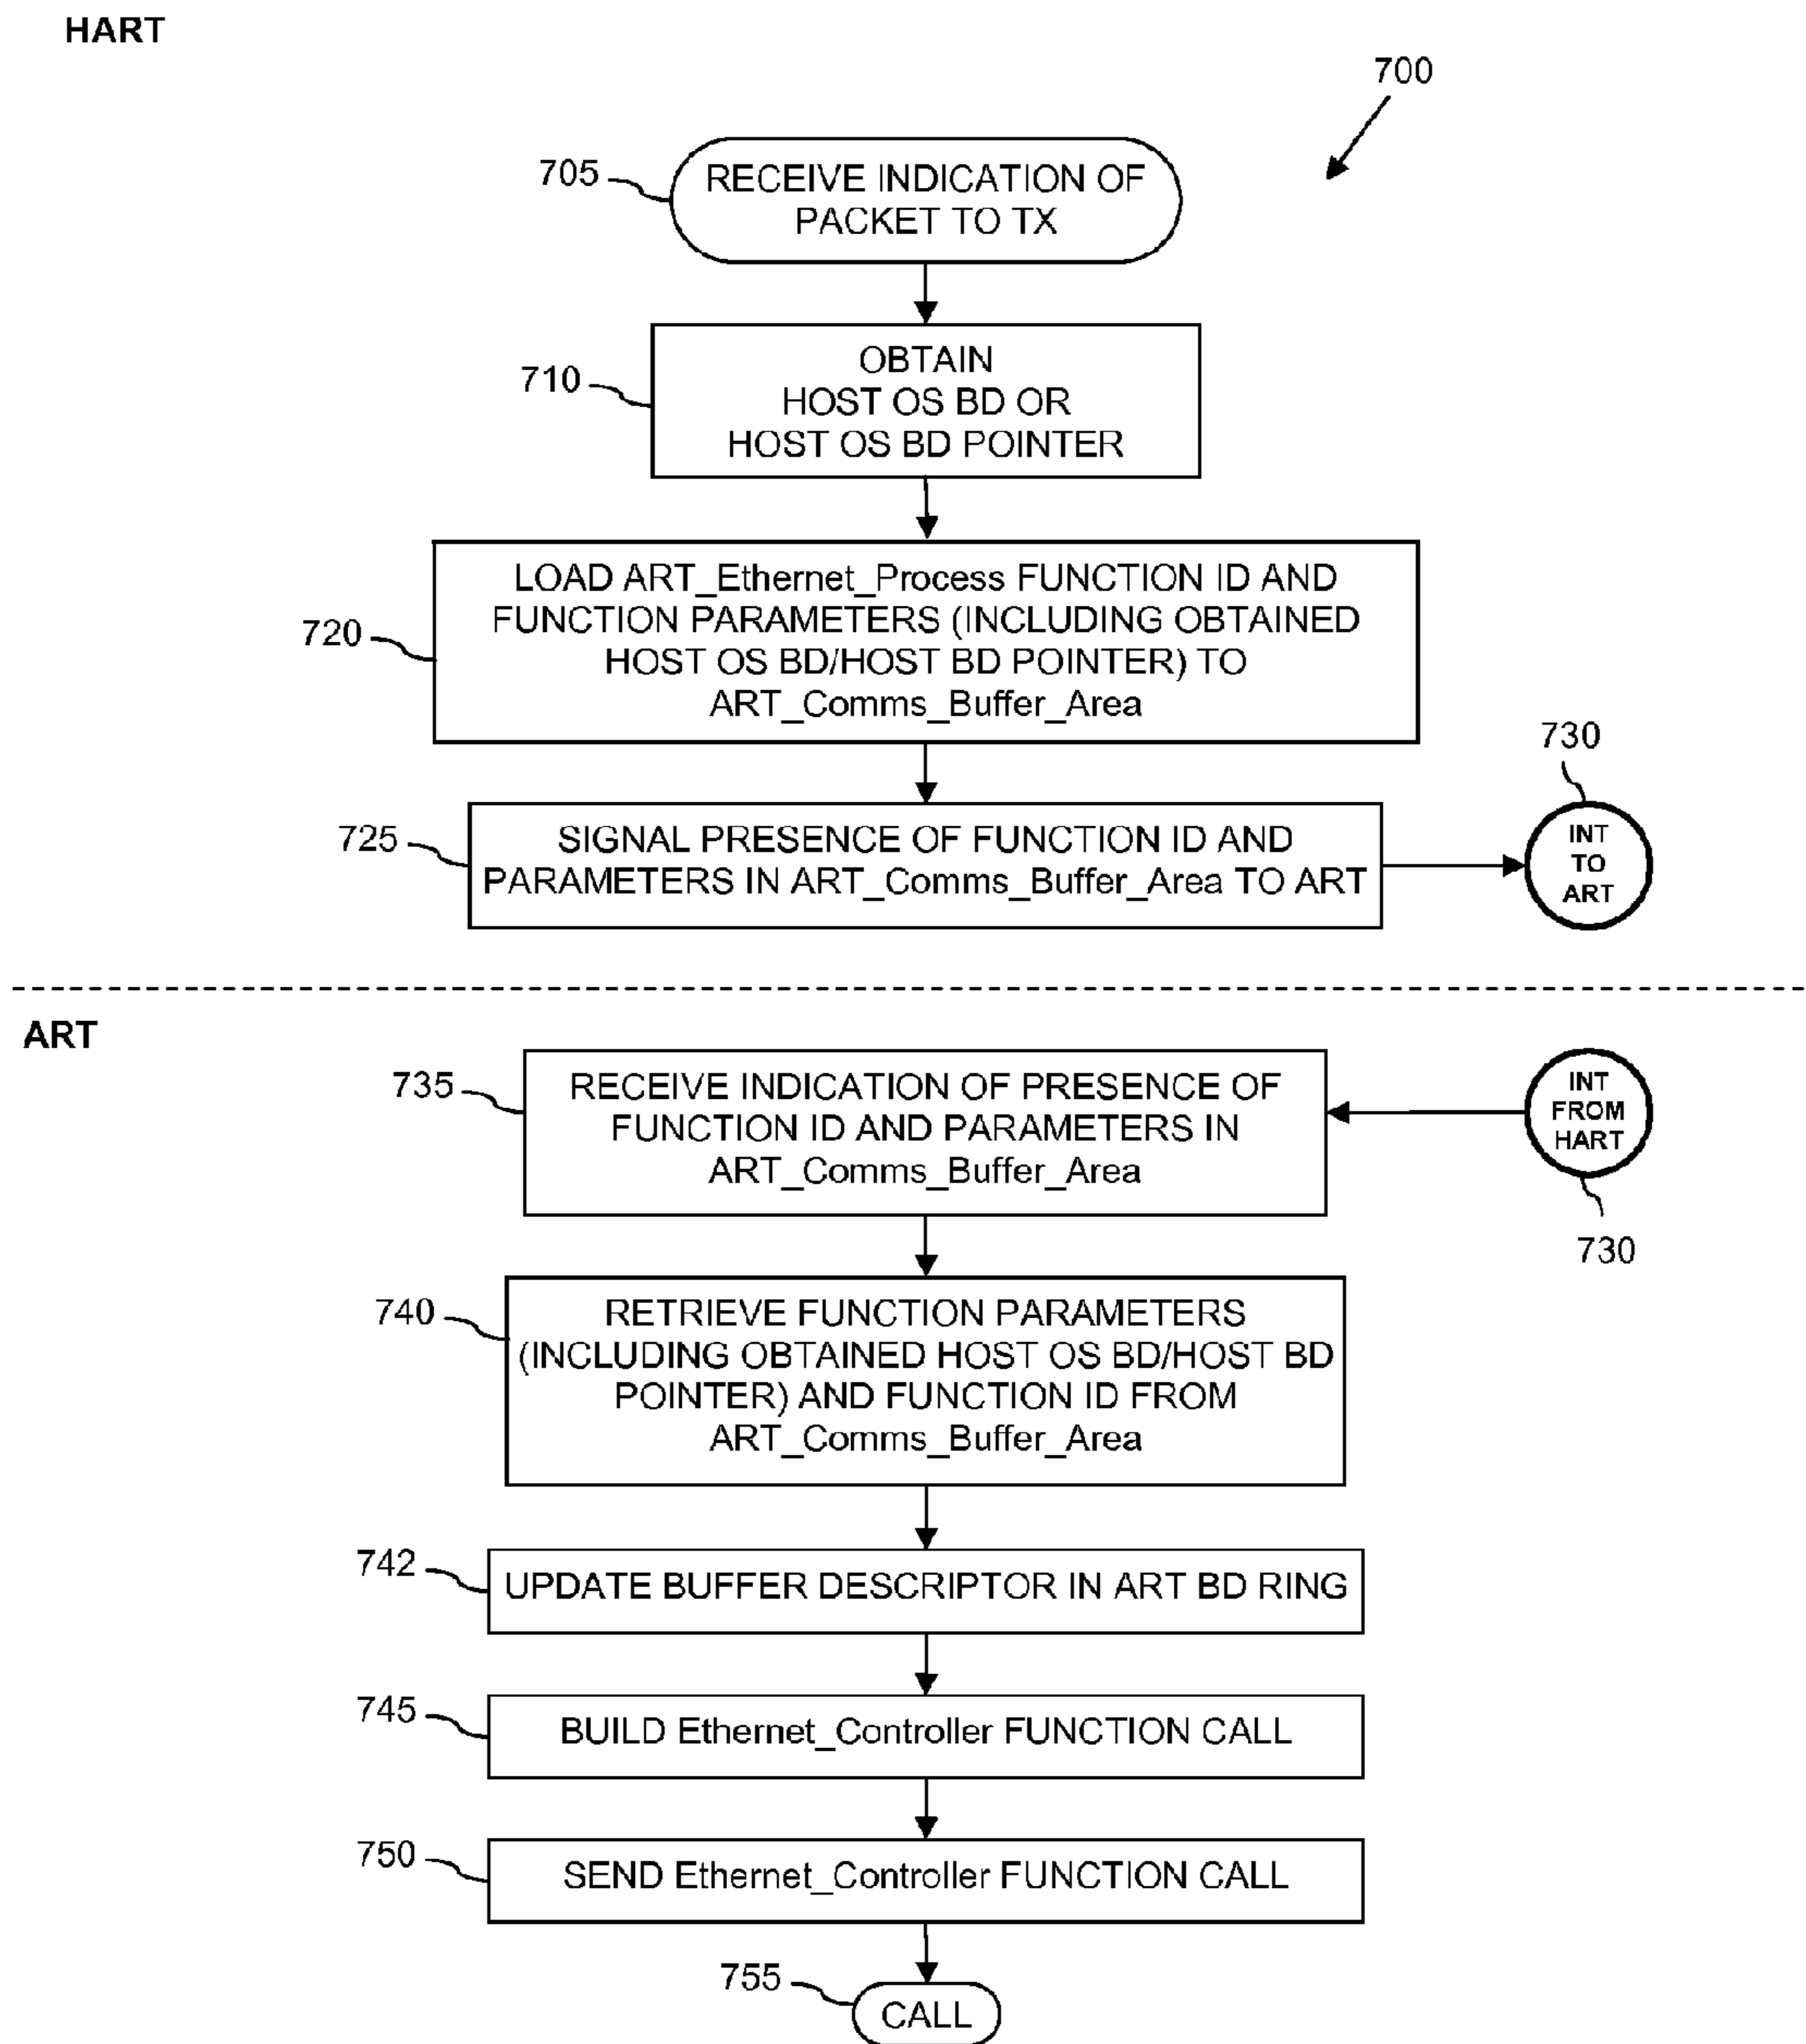 HART
700
705
RECEIVE INDICATION OF
PACKET TO TX
710
OBTAIN
HOST OS BD OR
HOST OS BD POINTER
720
LOAD ART_Ethernet_Process FUNCTION ID AND
FUNCTION PARAMETERS (INCLUDING OBTAINED
HOST OS BD/HOST BD POINTER) TO
ART_Comms_Buffer_Area
725
SIGNAL PRESENCE OF FUNCTION ID AND
PARAMETERS IN ART_Comms_Buffer_Area TO ART
730
INT
TO
ART
ART
735
RECEIVE INDICATION OF PRESENCE OF
FUNCTION ID AND PARAMETERS IN
ART_Comms_Buffer_Area
INT
FROM
HART
730
740
RETRIEVE FUNCTION PARAMETERS
(INCLUDING OBTAINED HOST OS BD/HOST BD
POINTER) AND FUNCTION ID FROM
ART_Comms_Buffer_Area
742
UPDATE BUFFER DESCRIPTOR IN ART BD RING
745
BUILD Ethernet_Controller FUNCTION CALL
750
SEND Ethernet_Controller FUNCTION CALL
755
CALL